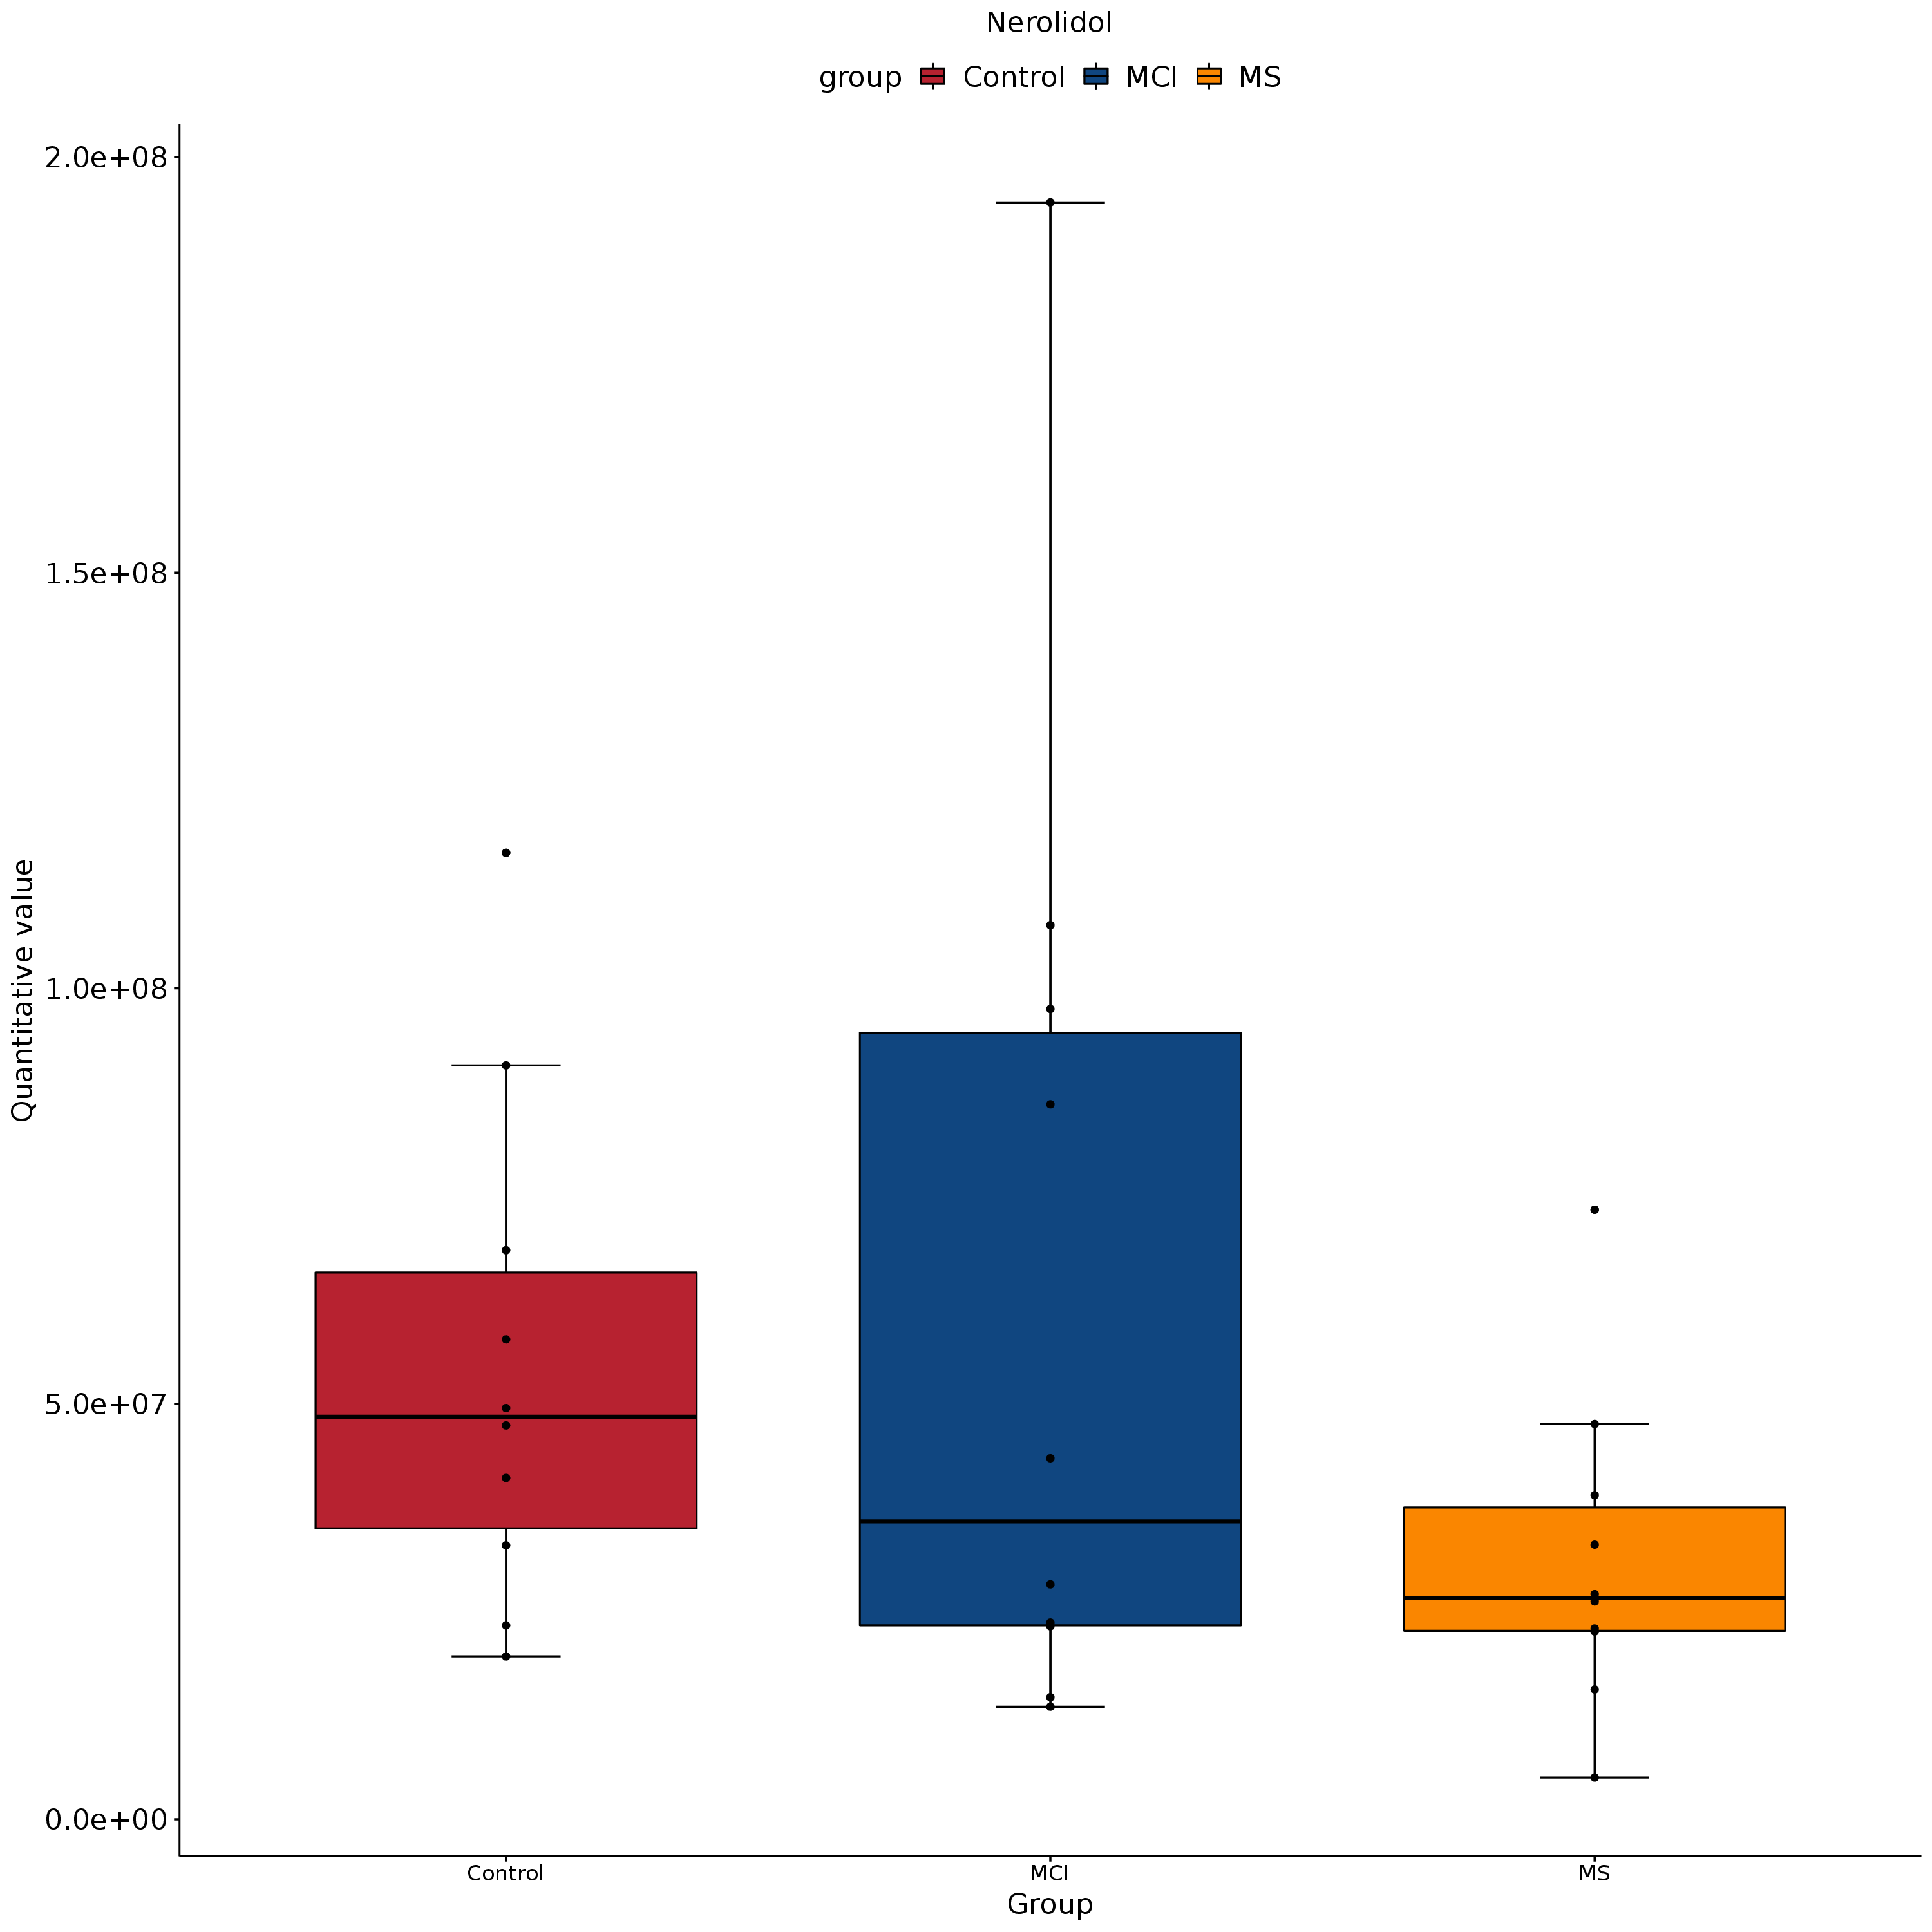 Nerolidol
group Control MCI MS
2.0e+08
1.5e+08
1.0e+08
5.0e+07
0.0e+00
Quantitative value
Control MCI MS
Group